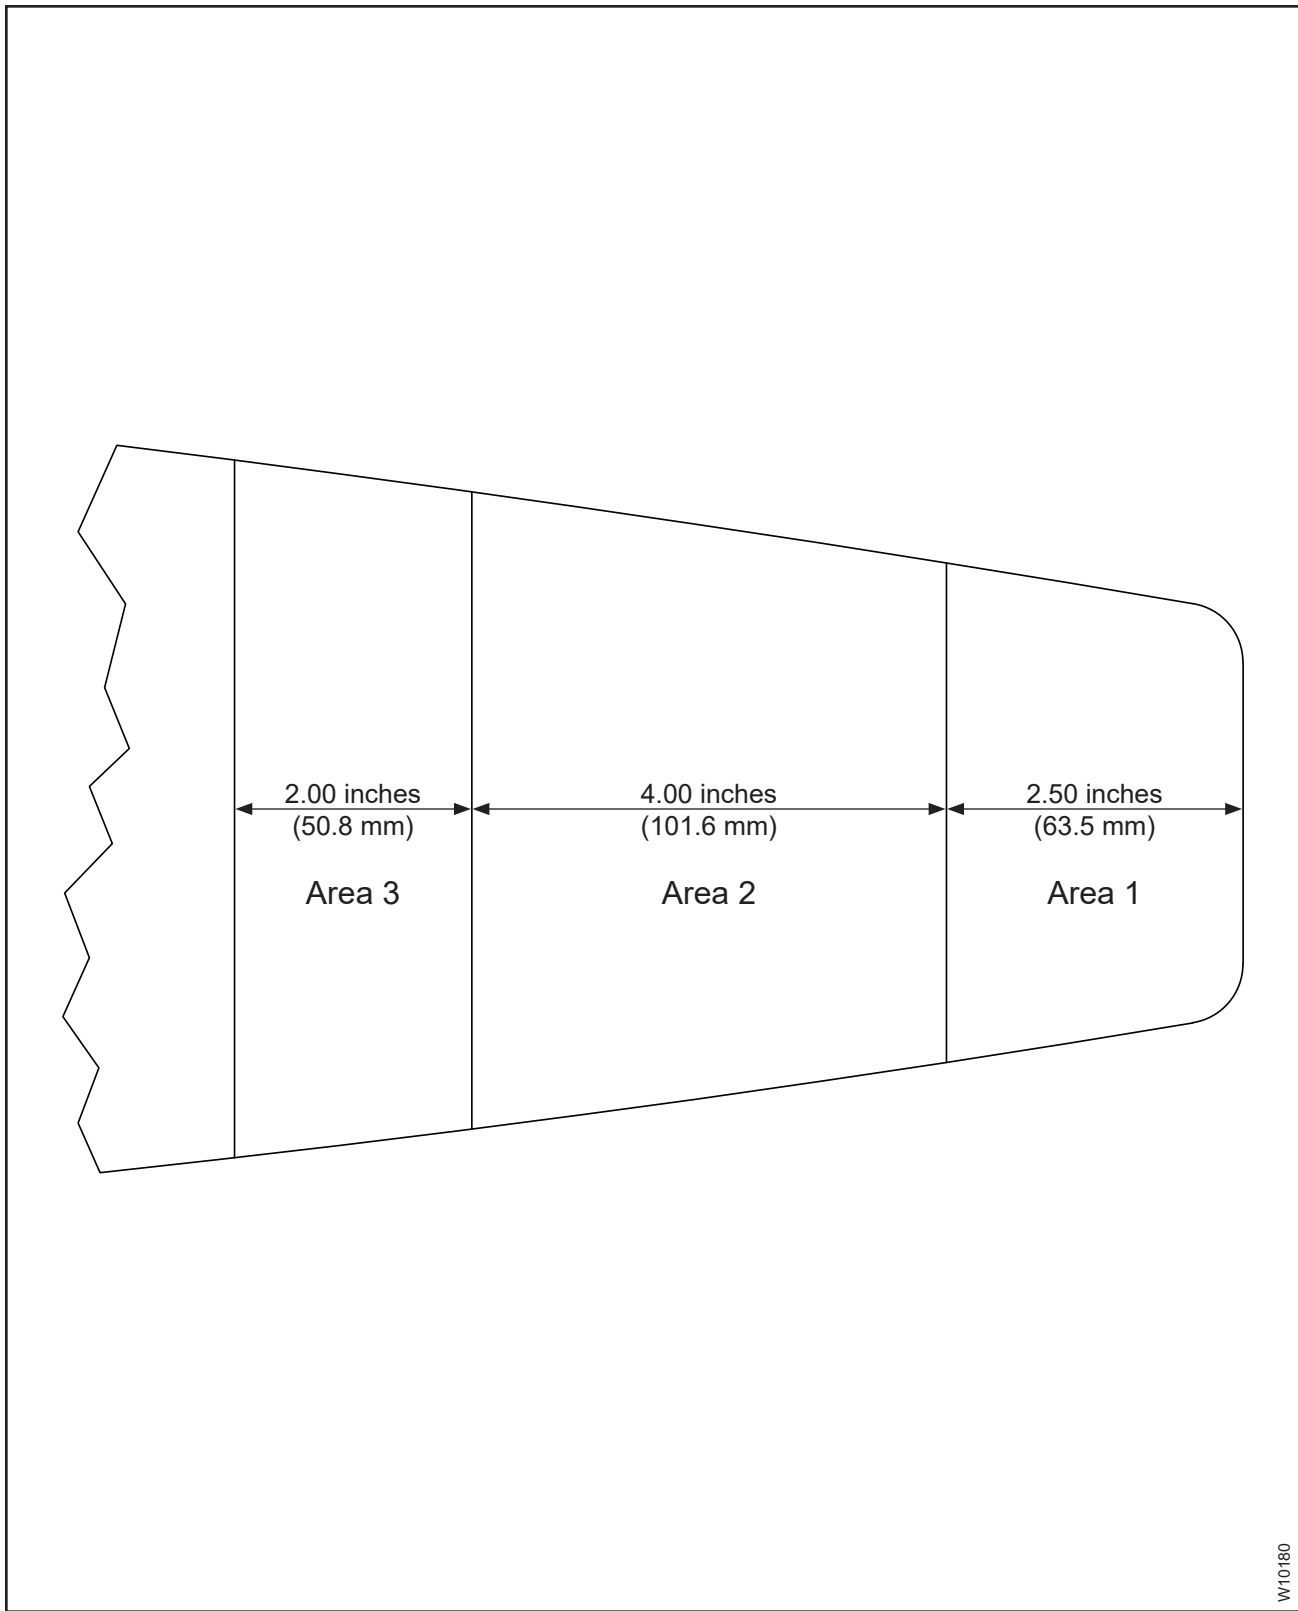 2.00 inches
(50.8 mm)
Area 3
4.00 inches
(101.6 mm)
Area 2
2.50 inches
(63.5 mm)
Area 1
W10180